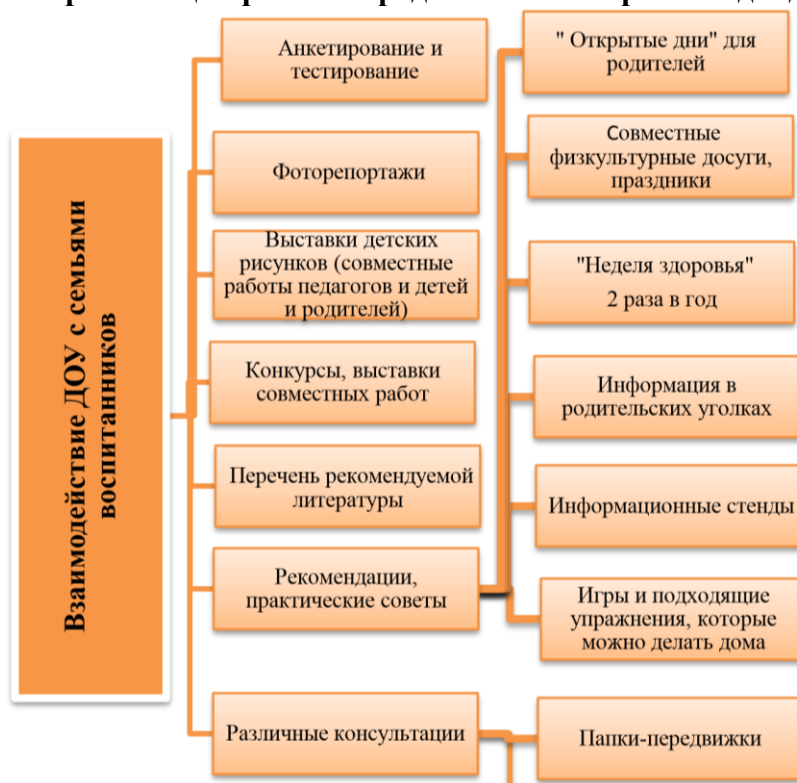 Взаимодействие ДОУ с семьями
воспитанников
Анкетирование и
тестирование
Фоторепортажи
Выставки детских
рисунков (совместные
работы педагогов и детей
и родителей)
Конкурсы, выставки
совместных работ
Перечень рекомендуемой
литературы
Рекомендации,
практические советы
Различные консультации
" Открытые дни" для
родителей
Совместные
физкультурные досуги,
праздники
"Неделя здоровья"
2 раза в год
Информация в
родительских уголках
Информационные стенды
Игры и подходящие
упражнения, которые
можно делать дома
Папки-передвижки